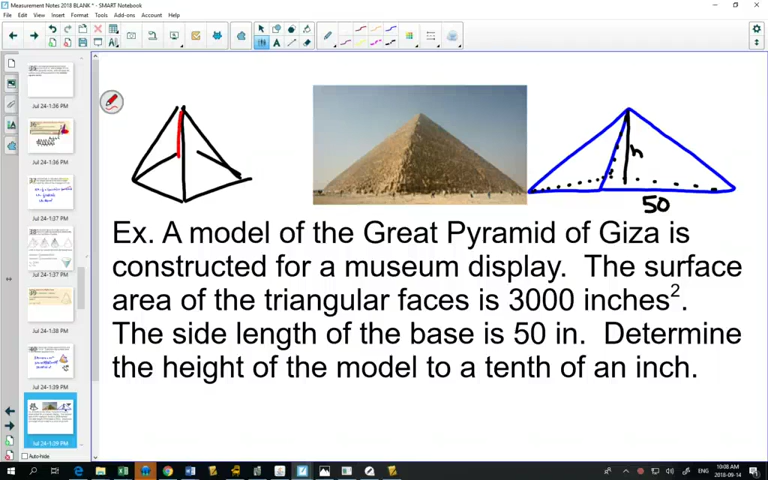 Measurement Notes 2018 BLANK * - SMART Notebook
File Edit View Insert Format Tools Add-ons Account Help
Jul 24-1:36 PM
Jul 24-1:36 PM
Jul 24-1:37 PM
Jul 24-1:37 PM
Jul 24-1:38 PM
Jul 24-1:39 PM
Jul 24-1:39 PM
Auto-hide
h
50
Ex. A model of the Great Pyramid of Giza is
constructed for a museum display. The surface
area of the triangular faces is 3000 inches².
The side length of the base is 50 in. Determine
the height of the model to a tenth of an inch.
ENG
10:08 AM
2018-09-14